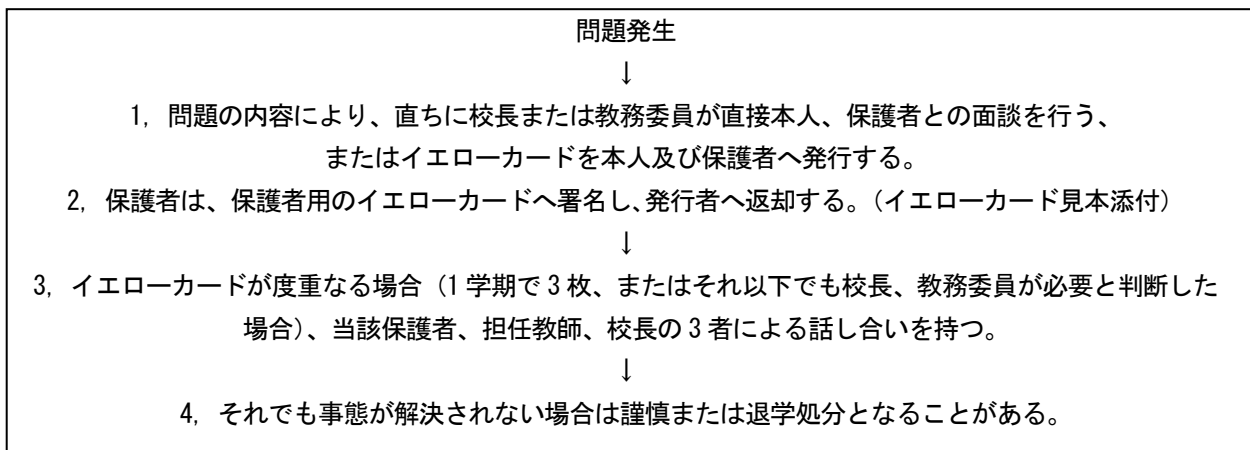 問題発生
↓
1, 問題の内容により、直ちに校長または教務委員が直接本人、保護者との面談を行う、
またはイエローカードを本人及び保護者へ発行する。
2, 保護者は、保護者用のイエローカードへ署名し､発行者へ返却する。(イエローカード見本添付)
↓
3, イエローカードが度重なる場合（1 学期で 3 枚、またはそれ以下でも校長、教務委員が必要と判断した
場合）、当該保護者、担任教師、校長の 3 者による話し合いを持つ。
↓
4, それでも事態が解決されない場合は謹慎または退学処分となることがある。